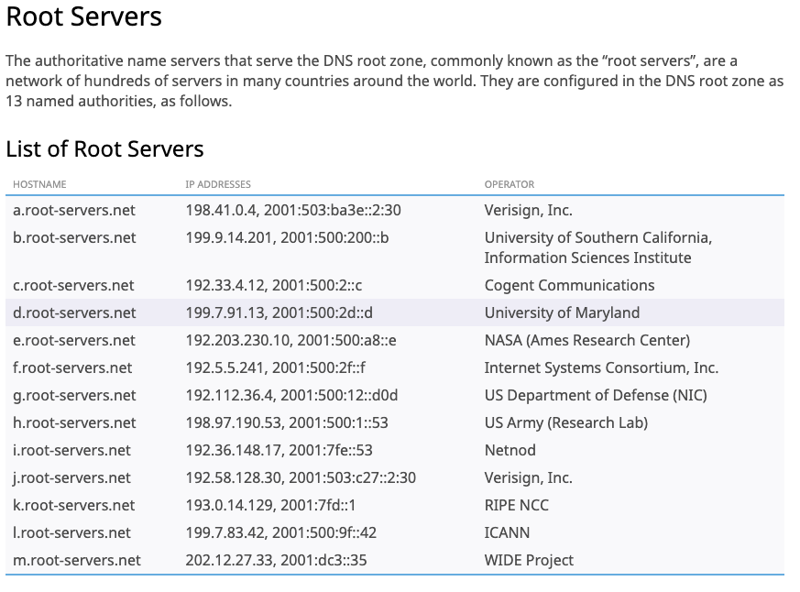 Root Servers
The authoritative name servers that serve the DNS root zone, commonly known as the “root servers”, are a
network of hundreds of servers in many countries around the world. They are configured in the DNS root zone as
13 named authorities, as follows.
List of Root Servers
HOSTNAME IP ADDRESSES OPERATOR
a.root-servers.net 198.41.0.4, 2001:503:ba3e::2:30 Verisign, Inc.
b.root-servers.net 199.9.14.201, 2001:500:200::b University of Southern California,
Information Sciences Institute
c.root-servers.net 192.33.4.12, 2001:500:2::c Cogent Communications
d.root-servers.net 199.7.91.13, 2001:500:2d::d University of Maryland
e.root-servers.net 192.203.230.10, 2001:500:a8::e NASA (Ames Research Center)
f.root-servers.net 192.5.5.241, 2001:500:2f::f Internet Systems Consortium, Inc.
g.root-servers.net 192.112.36.4, 2001:500:12::d0d US Department of Defense (NIC)
h.root-servers.net 198.97.190.53, 2001:500:1::53 US Army (Research Lab)
i.root-servers.net 192.36.148.17, 2001:7fe::53 Netnod
j.root-servers.net 192.58.128.30, 2001:503:c27::2:30 Verisign, Inc.
k.root-servers.net 193.0.14.129, 2001:7fd::1 RIPE NCC
l.root-servers.net 199.7.83.42, 2001:500:9f::42 ICANN
m.root-servers.net 202.12.27.33, 2001:dc3::35 WIDE Project